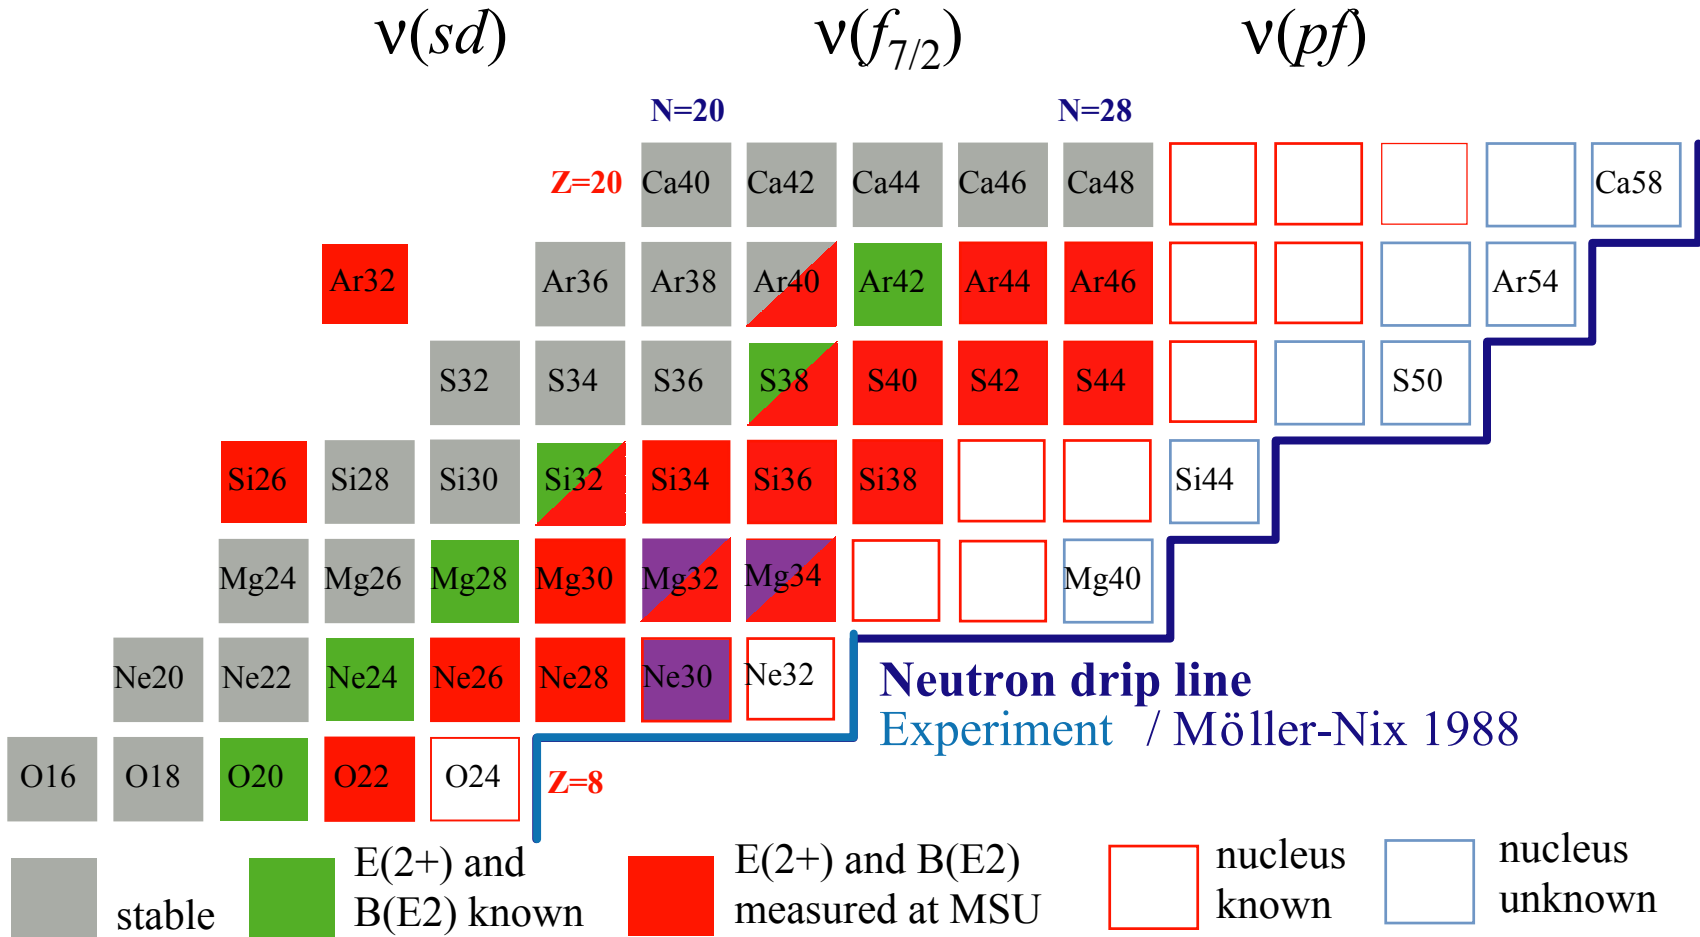 ν(sd) ν(f7/2) ν(pf)
N=20 N=28
Z=20 Ca40 Ca42 Ca44 Ca46 Ca48 Ca58
Ar32 Ar36 Ar38 Ar40 Ar42 Ar44 Ar46 Ar54
S32 S34 S36 S38 S40 S42 S44 S50
Si26 Si28 Si30 Si32 Si34 Si36 Si38 Si44
Mg24 Mg26 Mg28 Mg30 Mg32 Mg34 Mg40
Ne20 Ne22 Ne24 Ne26 Ne28 Ne30 Ne32
Neutron drip line
Experiment / Möller-Nix 1988
O16 O18 O20 O22 O24 Z=8
stable
E(2+) and
B(E2) known
E(2+) and B(E2)
measured at MSU
nucleus
known
nucleus
unknown